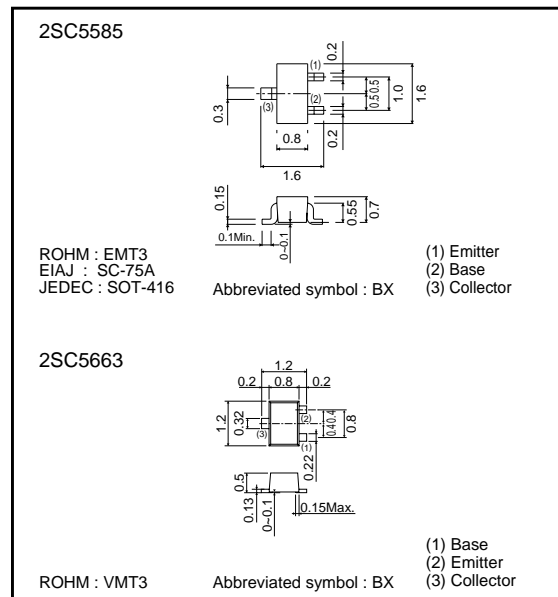 2SC5585
0.2
(1)
(3)
(2)
0.3
0.5
0.5
1.0
1.6
0.8
0.2
1.6
0.15
0.1Min.
0~0.1
0.55
0.7
ROHM : EMT3
EIAJ : SC-75A
JEDEC : SOT-416
Abbreviated symbol : BX
(1) Emitter
(2) Base
(3) Collector
2SC5663
1.2
0.2 0.8 0.2
1.2
0.32
(3)
(2)
(1)
0.4
0.4
0.8
0.22
0.5
0.13
0~0.1
0.15Max.
ROHM : VMT3
Abbreviated symbol : BX
(1) Base
(2) Emitter
(3) Collector